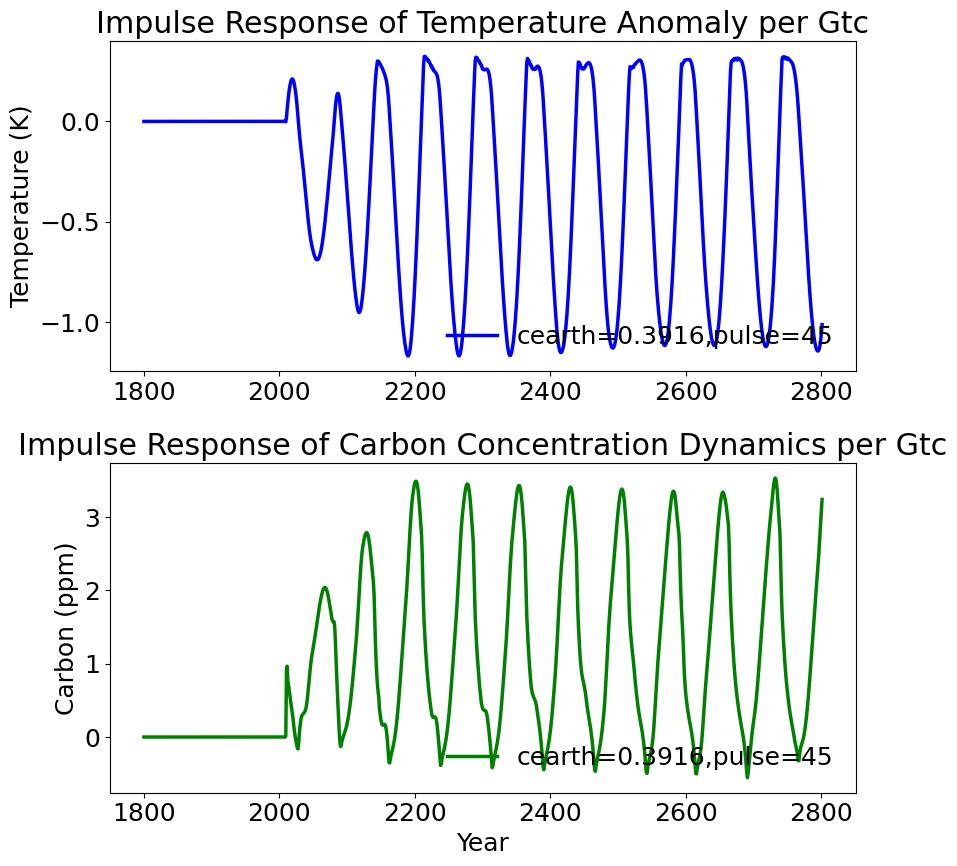 Impulse Response of Temperature Anomaly per Gtc
Temperature (K)
0.0
−0.5
−1.0
cearth=0.3916,pulse=45
1800 2000 2200 2400 2600 2800
Impulse Response of Carbon Concentration Dynamics per Gtc
Carbon (ppm)
3
2
1
0
cearth=0.3916,pulse=45
1800 2000 2200 2400 2600 2800
Year